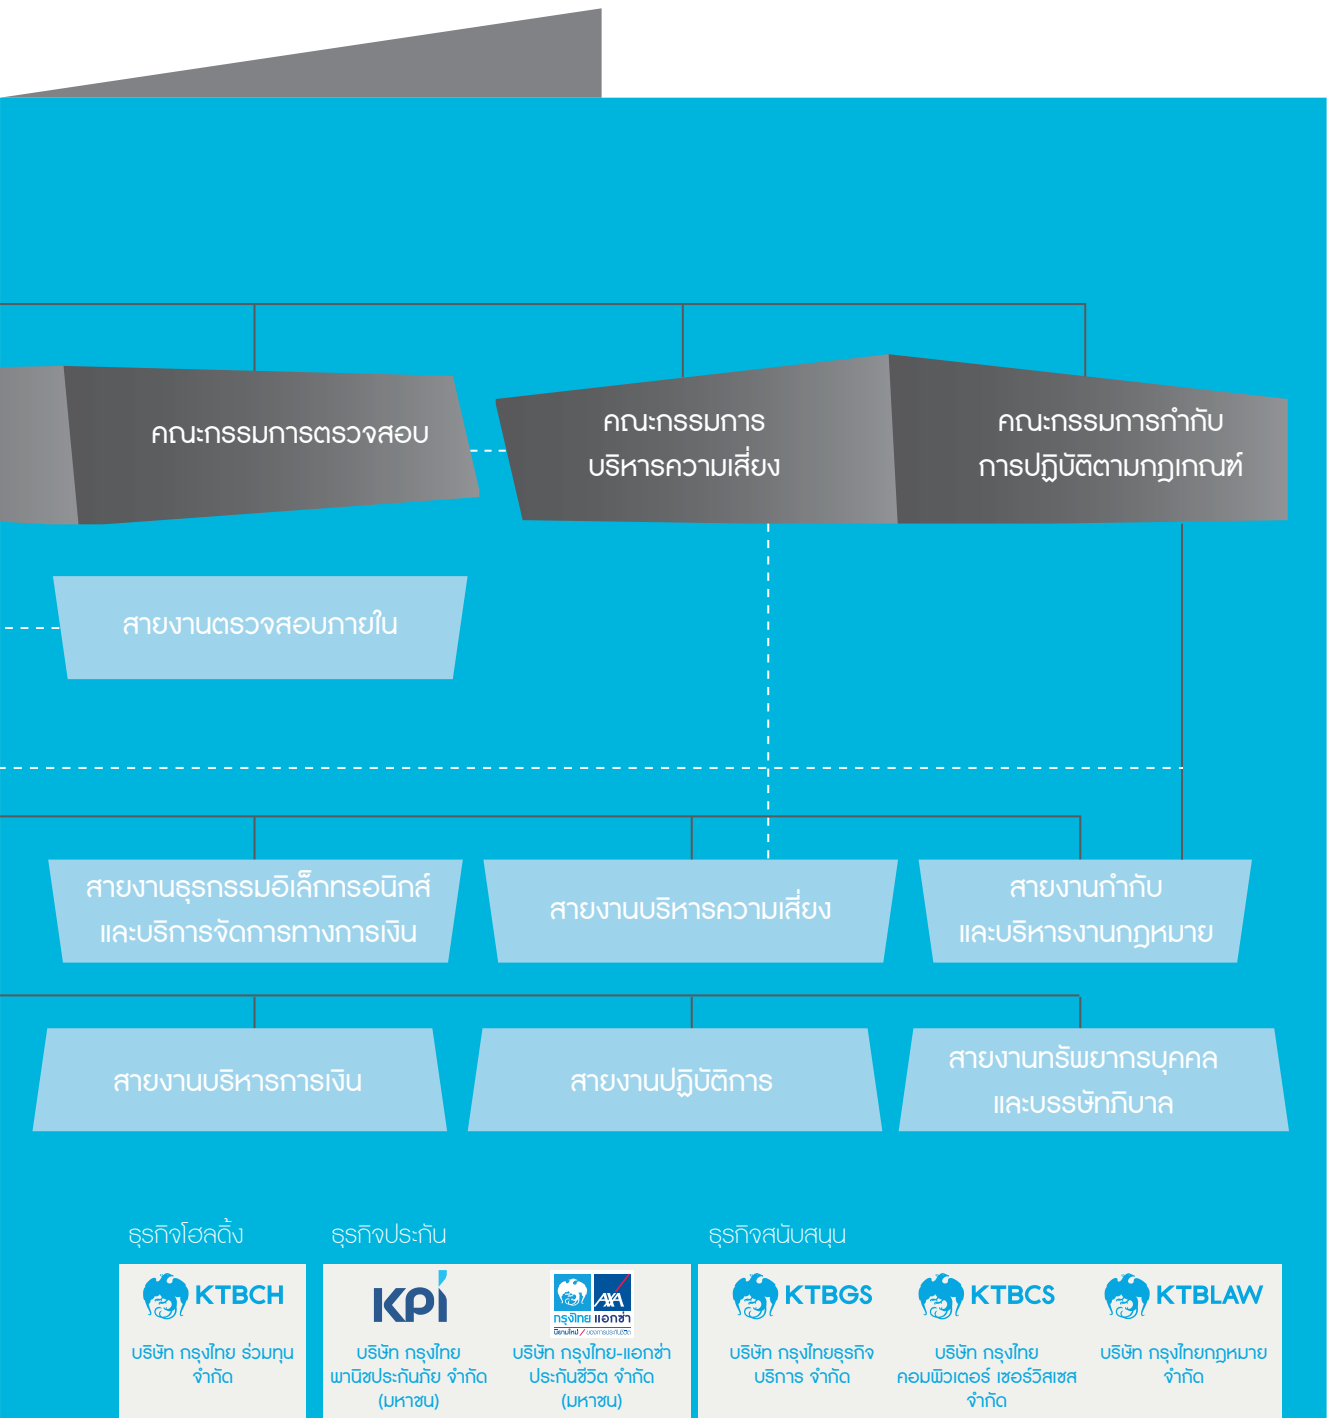 คณะกรรมการตรวจสอบ
คณะกรรมการ
บริหารความเสี่ยง
คณะกรรมการกำกับ
การปฏิบัติตามกฎเกณฑ์
สายงานตรวจสอบภายใน
สายงานธุรกรรมอิเล็กทรอนิกส์
และบริการจัดการทางการเงิน
สายงานบริหารความเสี่ยง
สายงานกำกับ
และบริหารงานกฎหมาย
สายงานบริหารการเงิน
สายงานปฏิบัติการ
สายงานทรัพยากรบุคคล
และบรรษัทภิบาล
ธุรกิจโฮลดิ้ง
KTBCH
บริษัท กรุงไทย ร่วมทุน
จำกัด
ธุรกิจประกัน
KPI
บริษัท กรุงไทย
พานิชประกันภัย จำกัด
(มหาชน)
AXA
กรุงไทย แอกซ่า
นิยามใหม่ / ของการประกันชีวิต
บริษัท กรุงไทย-แอกซ่า
ประกันชีวิต จำกัด
(มหาชน)
ธุรกิจสนับสนุน
KTBGS
บริษัท กรุงไทยธุรกิจ
บริการ จำกัด
KTBCS
บริษัท กรุงไทย
คอมพิวเตอร์ เซอร์วิสเซส
จำกัด
KTBLAW
บริษัท กรุงไทยกฎหมาย
จำกัด